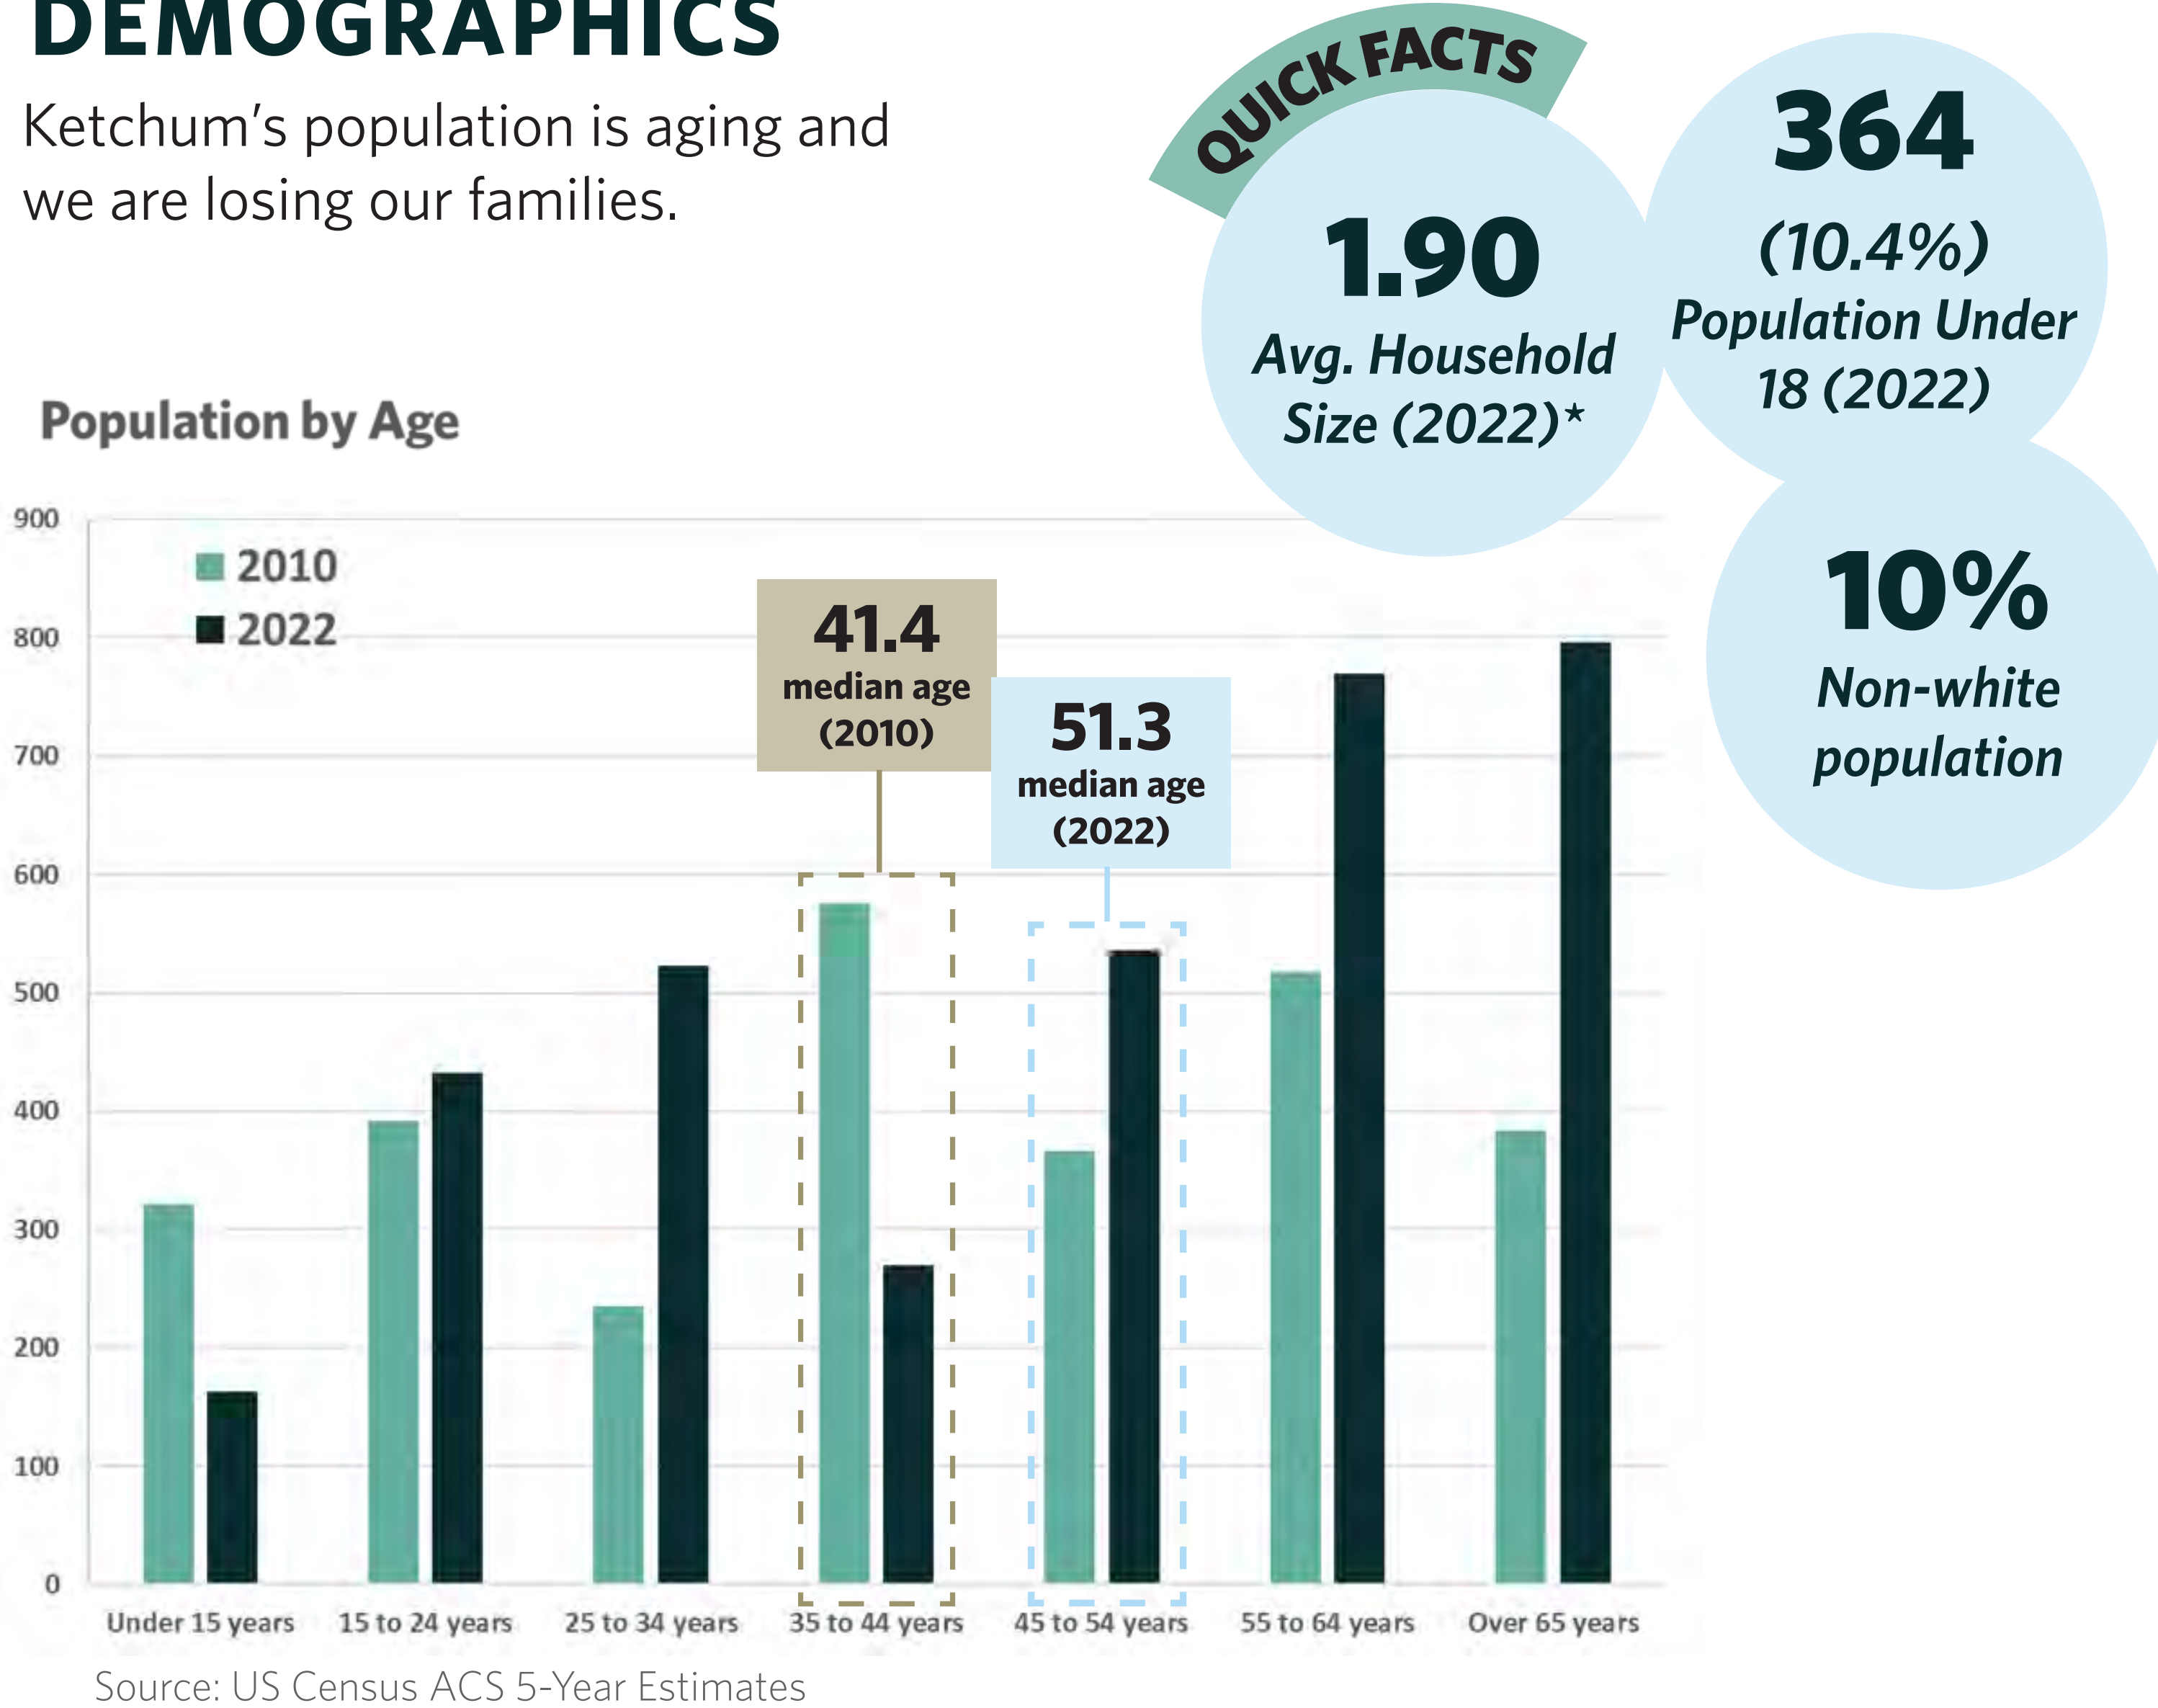 DEMOGRAPHICS
Ketchum's population is aging and
we are losing our families.
QUICK FACTS
1.90
Avg. Household
Size (2022)*
364
(10.4%)
Population Under
18 (2022)
10%
Non-white
population
Population by Age
900
800
700
600
500
400
300
200
100
0
2010
2022
41.4
median age
(2010)
51.3
median age
(2022)
Under 15 years 15 to 24 years 25 to 34 years 35 to 44 years 45 to 54 years 55 to 64 years Over 65 years
Source: US Census ACS 5-Year Estimates